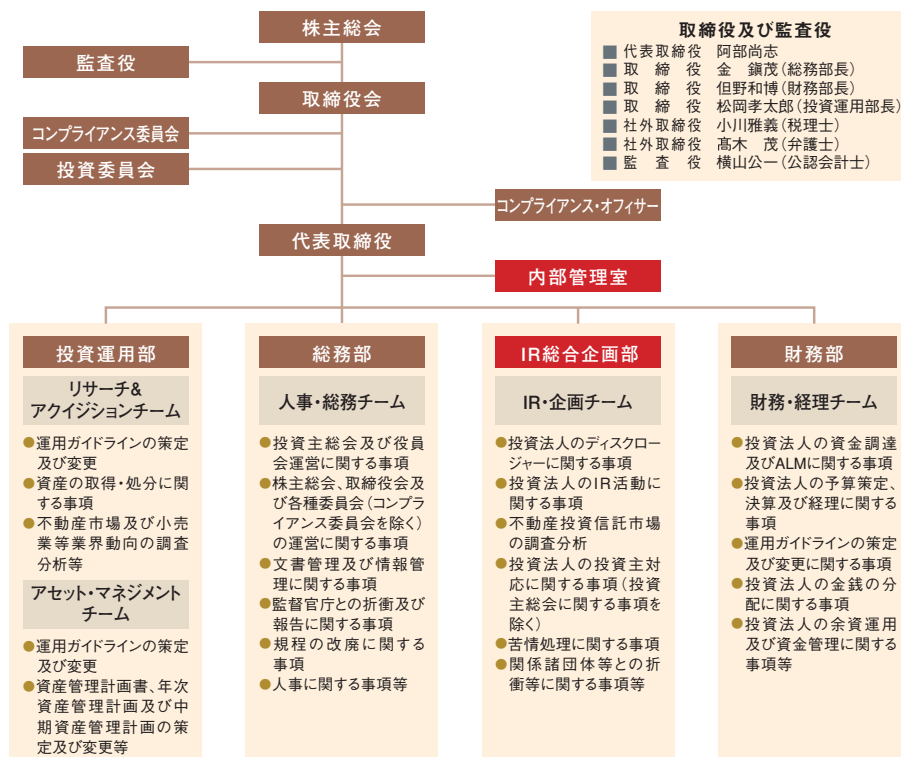 株主総会
監査役
取締役会
コンプライアンス委員会
投資委員会
コンプライアンス・オフィサー
代表取締役
内部管理室
取締役及び監査役
■代表取締役 阿部尚志
■取締役 金 鎭茂（総務部長）
■取締役 但野和博（財務部長）
■取締役 松岡孝太郎（投資運用部長）
■社外取締役 小川雅義（税理士）
■社外取締役 髙木 茂（弁護士）
■監査役 横山公一（公認会計士）
投資運用部
リサーチ&
アクイジションチーム
●運用ガイドラインの策定
及び変更
●資産の取得・処分に関
する事項
●不動産市場及び小売
業等業界動向の調査
分析等
アセット・マネジメント
チーム
●運用ガイドラインの策定
及び変更
●資産管理計画書、年次
資産管理計画及び中
期資産管理計画の策
定及び変更等
総務部
人事・総務チーム
●投資主総会及び役員
会運営に関する事項
●株主総会、取締役会及
び各種委員会（コンプラ
イアンス委員会を除く）
の運営に関する事項
●文書管理及び情報管
理に関する事項
●監督官庁との折衝及び
報告に関する事項
●規程の改廃に関する
事項
●人事に関する事項等
IR総合企画部
IR・企画チーム
●投資法人のディスクロー
ジャーに関する事項
●投資法人のIR活動に
関する事項
●不動産投資信託市場
の調査分析
●投資法人の投資主対
応に関する事項（投資
主総会に関する事項を
除く）
●苦情処理に関する事項
●関係諸団体等との折
衝等に関する事項等
財務部
財務・経理チーム
●投資法人の資金調達
及びALMに関する事項
●投資法人の予算策定、
決算及び経理に関する
事項
●運用ガイドラインの策定
及び変更に関する事項
●投資法人の金銭の分
配に関する事項
●投資法人の余資運用
及び資金管理に関する
事項等